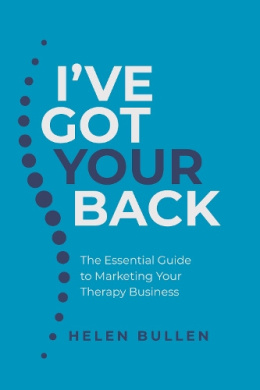 I'VE
GOT
YOUR
BACK
The Essential Guide
to Marketing Your
Therapy Business
HELEN BULLEN